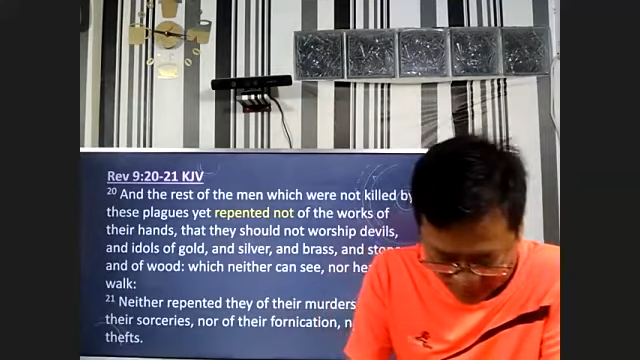 Rev 9:20-21 KJV
20 And the rest of the men which were not killed by
these plagues yet repented not of the works of
their hands, that they should not worship devils,
and idols of gold, and silver, and brass, and
and of wood: which neither can see, nor
walk:
21 Neither repented they of their murders
their sorceries, nor of their fornication,
thefts.